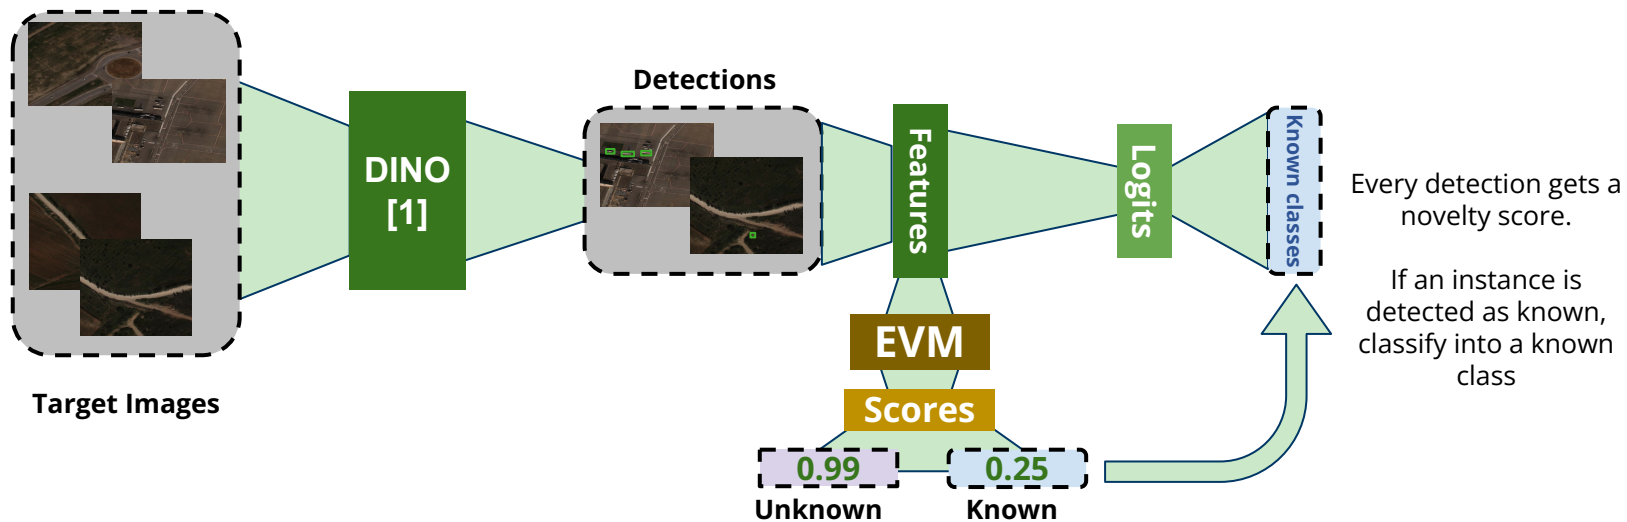 Target Images
DINO
[1]
Detections
Features
Logits
Known classes
EVM
Scores
0.99
0.25
Unknown
Known
Every detection gets a
novelty score.
If an instance is
detected as known,
classify into a known
class